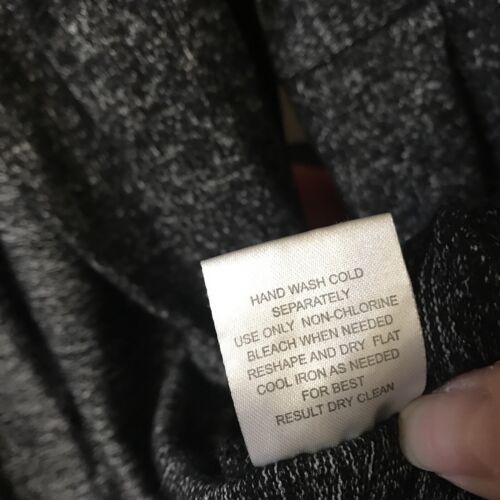 HAND WASH COLD
SEPARATELY
USE ONLY NON-CHLORINE
BLEACH WHEN NEEDED
RESHAPE AND DRY FLAT
COOL IRON AS NEEDED
FOR BEST
RESULT DRY CLEAN